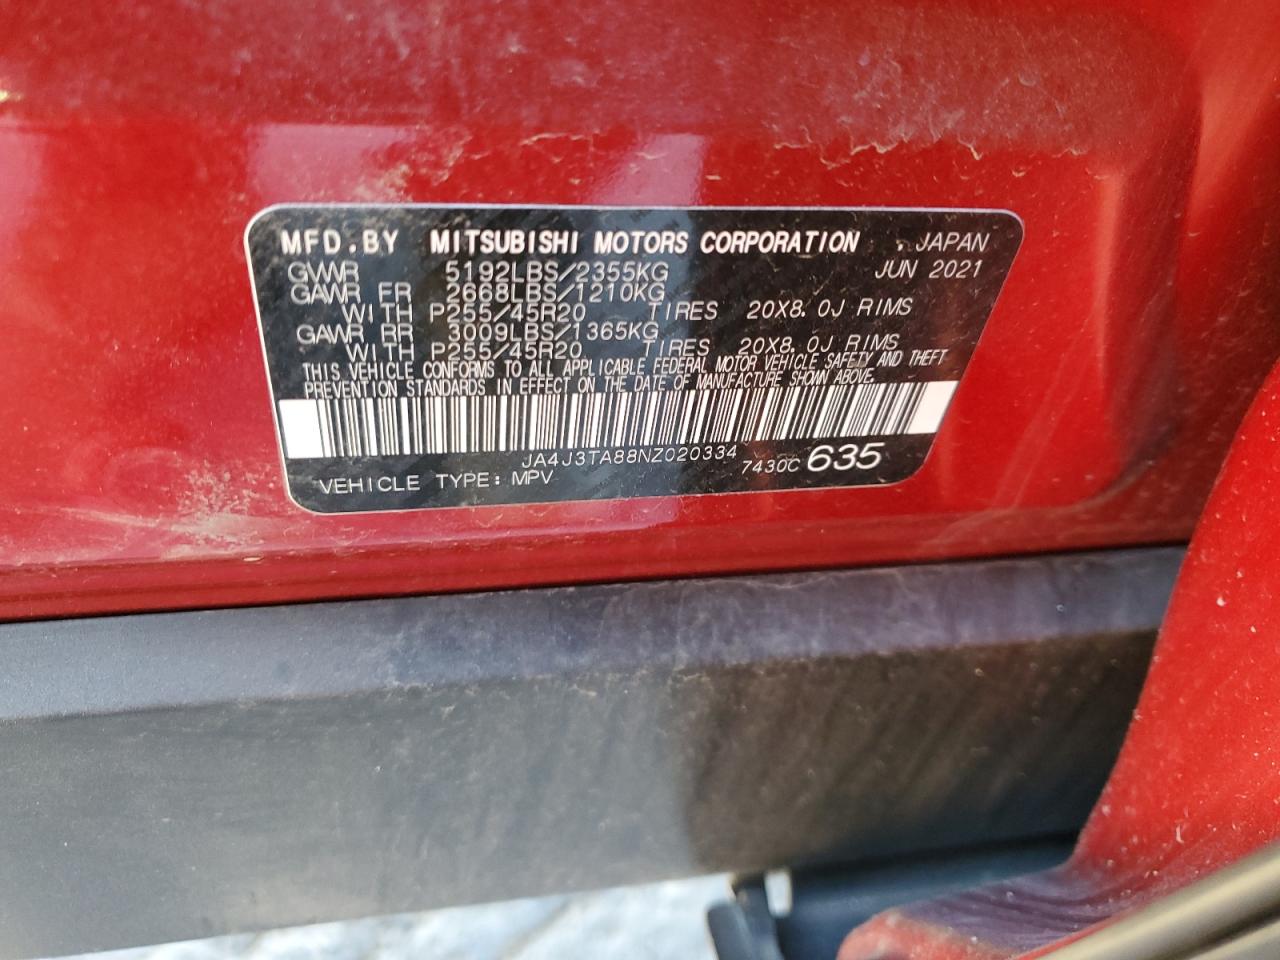 MFD.BY MITSUBISHI MOTORS CORPORATION , JAPAN
GVWR 5192LBS/2355KG JUN 2021
GAWR FR 2668LBS/1210KG
WITH P255/45R20 TIRES 20X8.0J RIMS
GAWR RR 3009LBS/1365KG
WITH P255/45R20 TIRES 20X8.0J RIMS
THIS VEHICLE CONFORMS TO ALL APPLICABLE FEDERAL MOTOR VEHICLE SAFETY AND THEFT
PREVENTION STANDARDS IN EFFECT ON THE DATE OF MANUFACTURE SHOWN ABOVE.
JA4J3TA88NZ020334
VEHICLE TYPE: MPV 7430C 635